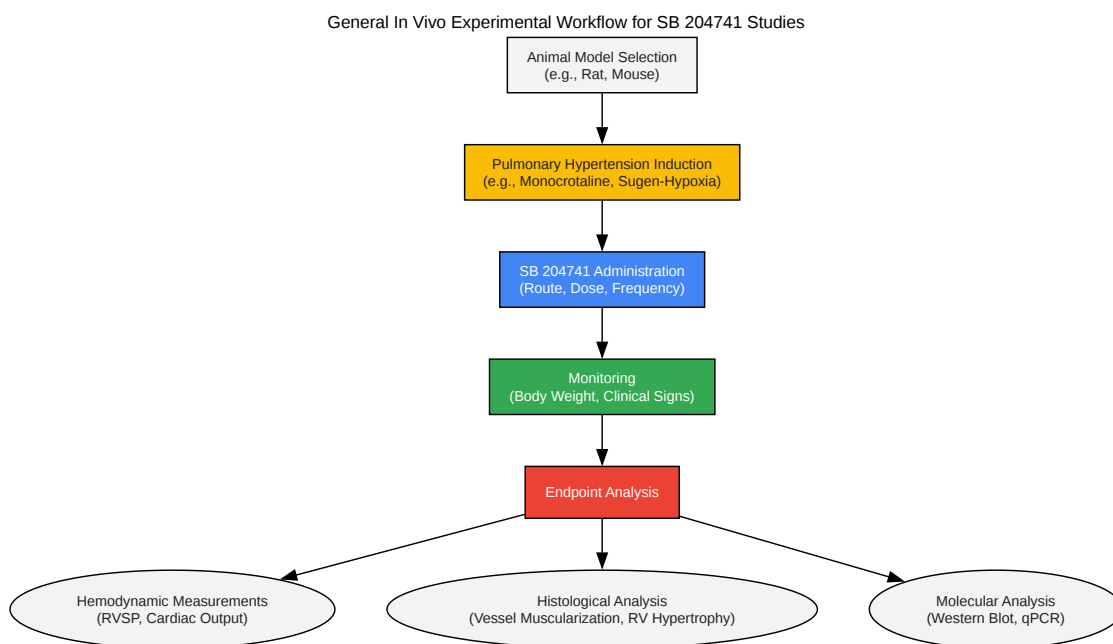 General In Vivo Experimental Workflow for SB 204741 Studies
Animal Model Selection
(e.g., Rat, Mouse)
Pulmonary Hypertension Induction
(e.g., Monocrotaline, Sugen-Hypoxia)
SB 204741 Administration
(Route, Dose, Frequency)
Monitoring
(Body Weight, Clinical Signs)
Endpoint Analysis
Hemodynamic Measurements
(RVSP, Cardiac Output)
Histological Analysis
(Vessel Muscularization, RV Hypertrophy)
Molecular Analysis
(Western Blot, qPCR)